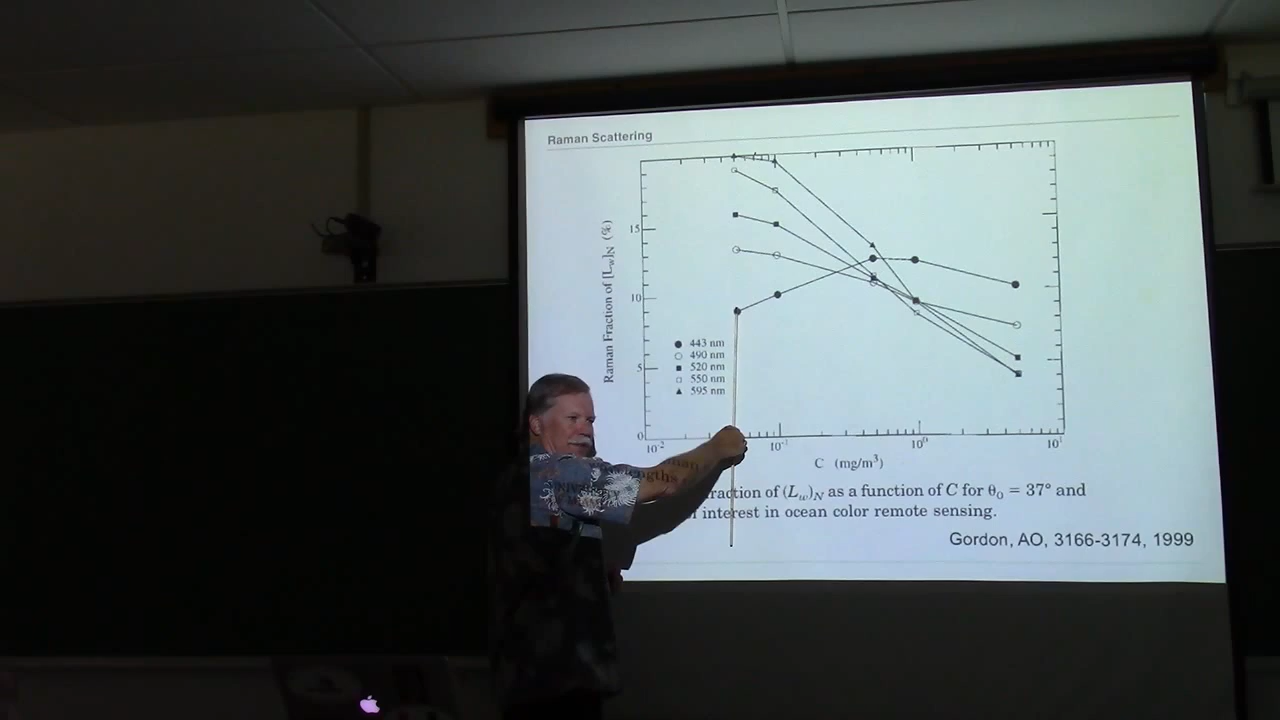 Raman Scattering
Raman Fraction of [Lw]N (%)
15
10
5
0
443 nm
490 nm
520 nm
550 nm
595 nm
10⁻² 10⁻¹ 10⁰ 10¹
C (mg/m³)
of (Lw)N as a function of C for θ₀ = 37° and
interest in ocean color remote sensing.
Gordon, AO, 3166-3174, 1999